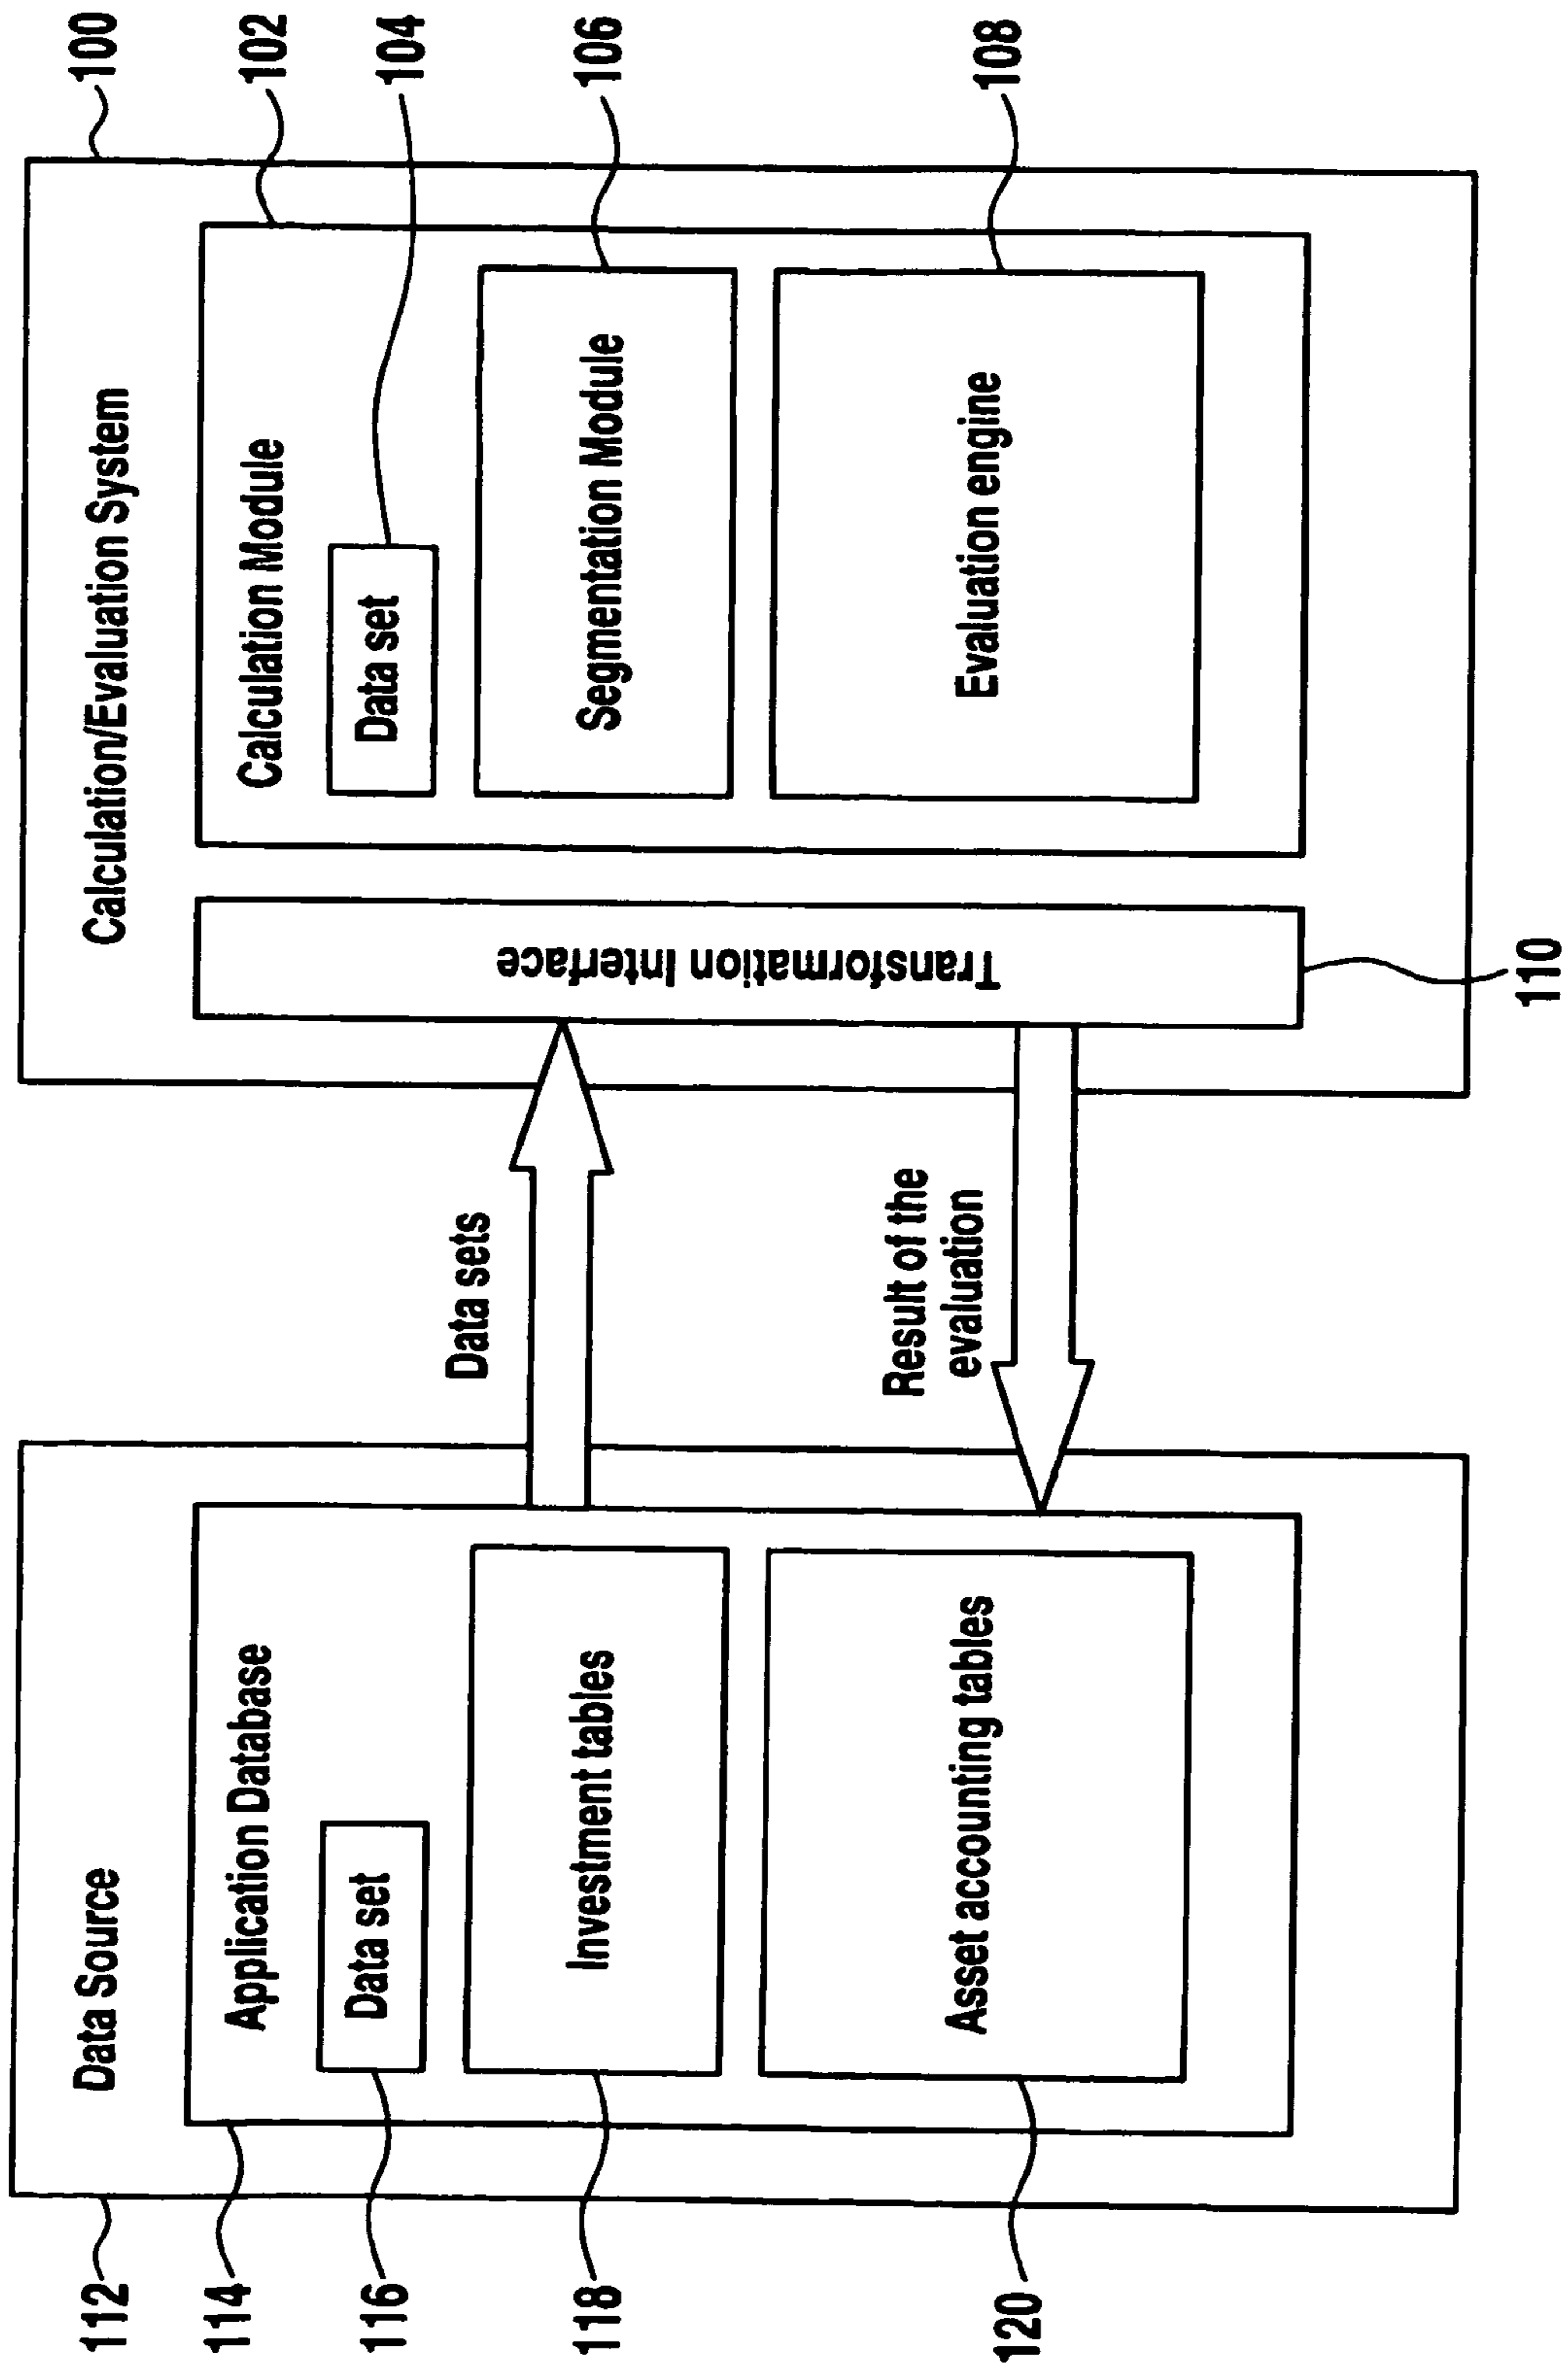 Data Source
112
Application Database
114
Data set
116
Investment tables
118
Asset accounting tables
120
Data sets
Result of the
evaluation
Calculation/Evaluation System
100
Transformation Interface
110
Calculation Module
102
Data set
104
Segmentation Module
106
Evaluation engine
108